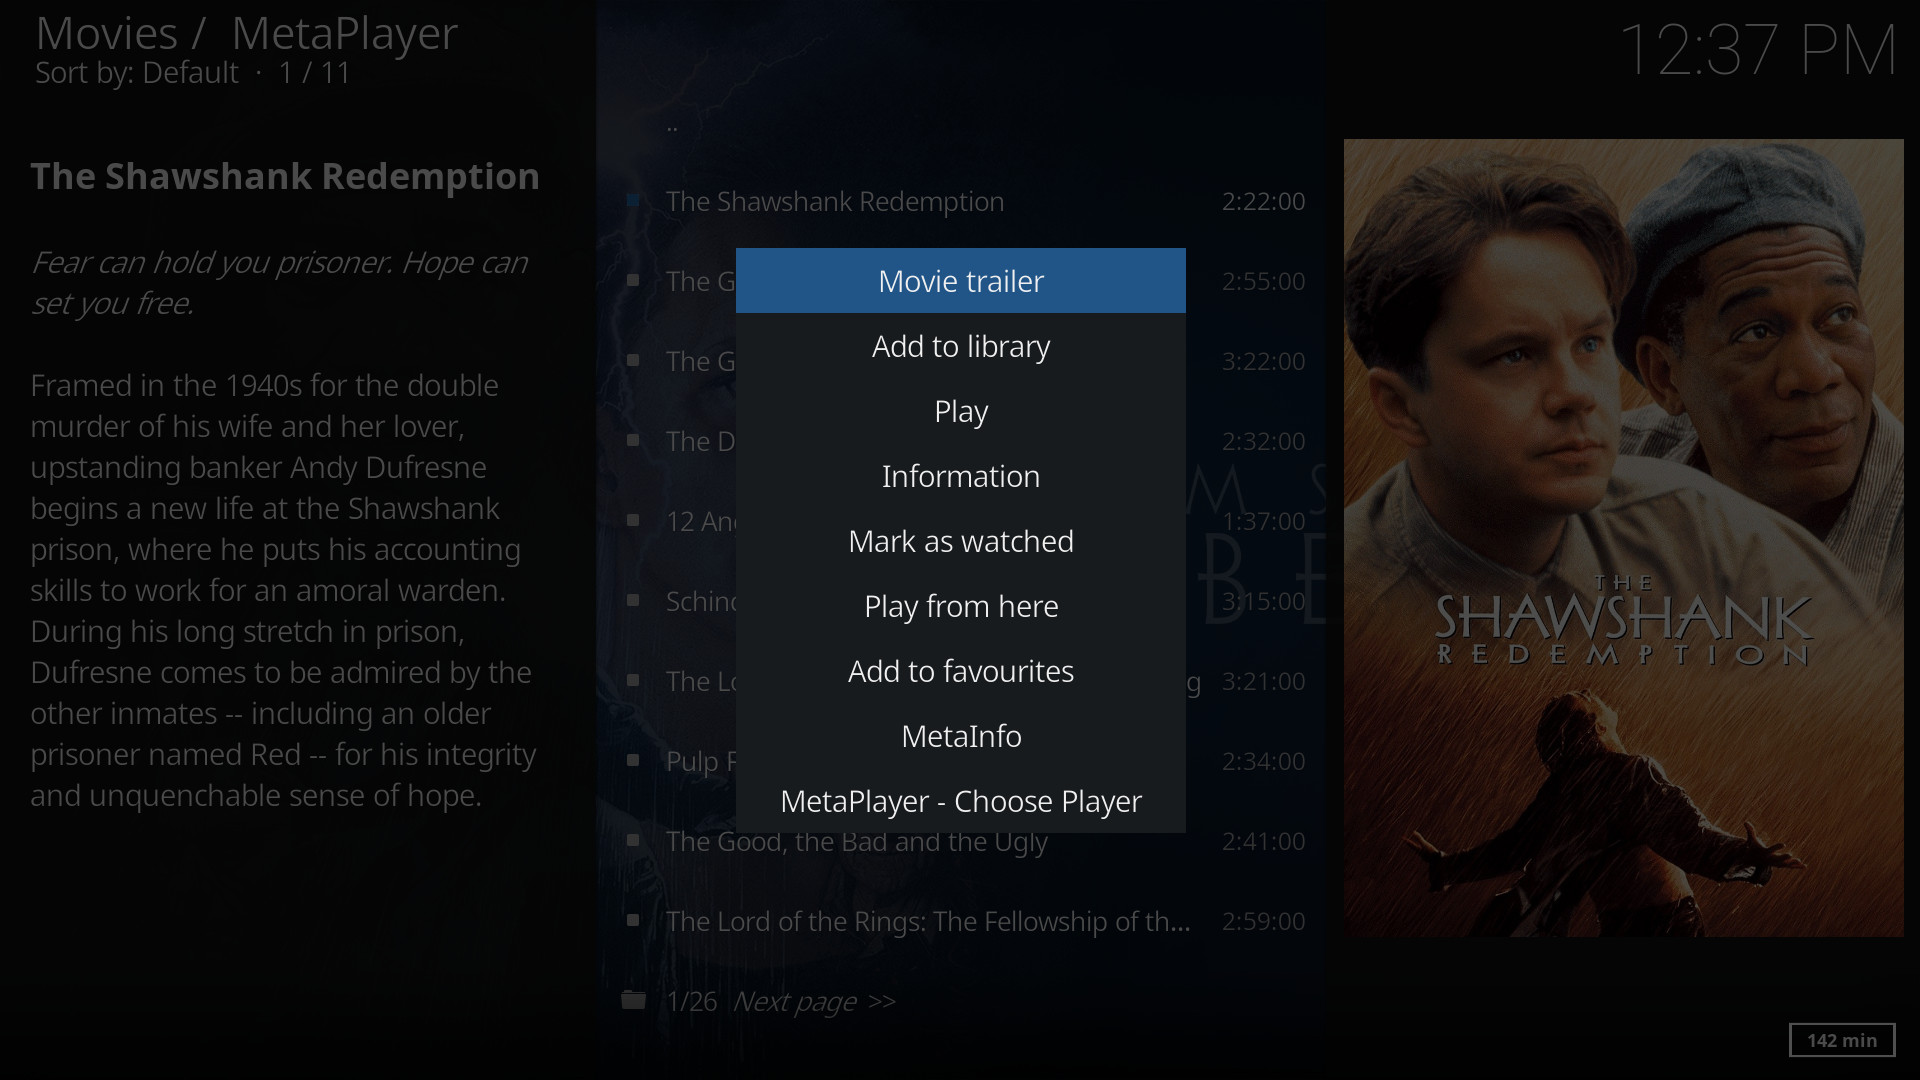 Movies / MetaPlayer
Sort by: Default · 1 / 11
12:37 PM
The Shawshank Redemption
Fear can hold you prisoner. Hope can
set you free.
Framed in the 1940s for the double
murder of his wife and her lover,
upstanding banker Andy Dufresne
begins a new life at the Shawshank
prison, where he puts his accounting
skills to work for an amoral warden.
During his long stretch in prison,
Dufresne comes to be admired by the
other inmates -- including an older
prisoner named Red -- for his integrity
and unquenchable sense of hope.
..
The Shawshank Redemption 2:22:00
The G 2:55:00
The G 3:22:00
The D 2:32:00
12 Ang 1:37:00
Schind 3:15:00
The Lo g 3:21:00
Pulp F 2:34:00
The Good, the Bad and the Ugly 2:41:00
The Lord of the Rings: The Fellowship of th... 2:59:00
1/26 Next page >>
Movie trailer
Add to library
Play
Information
Mark as watched
Play from here
Add to favourites
MetaInfo
MetaPlayer - Choose Player
THE
SHAWSHANK
REDEMPTION
142 min